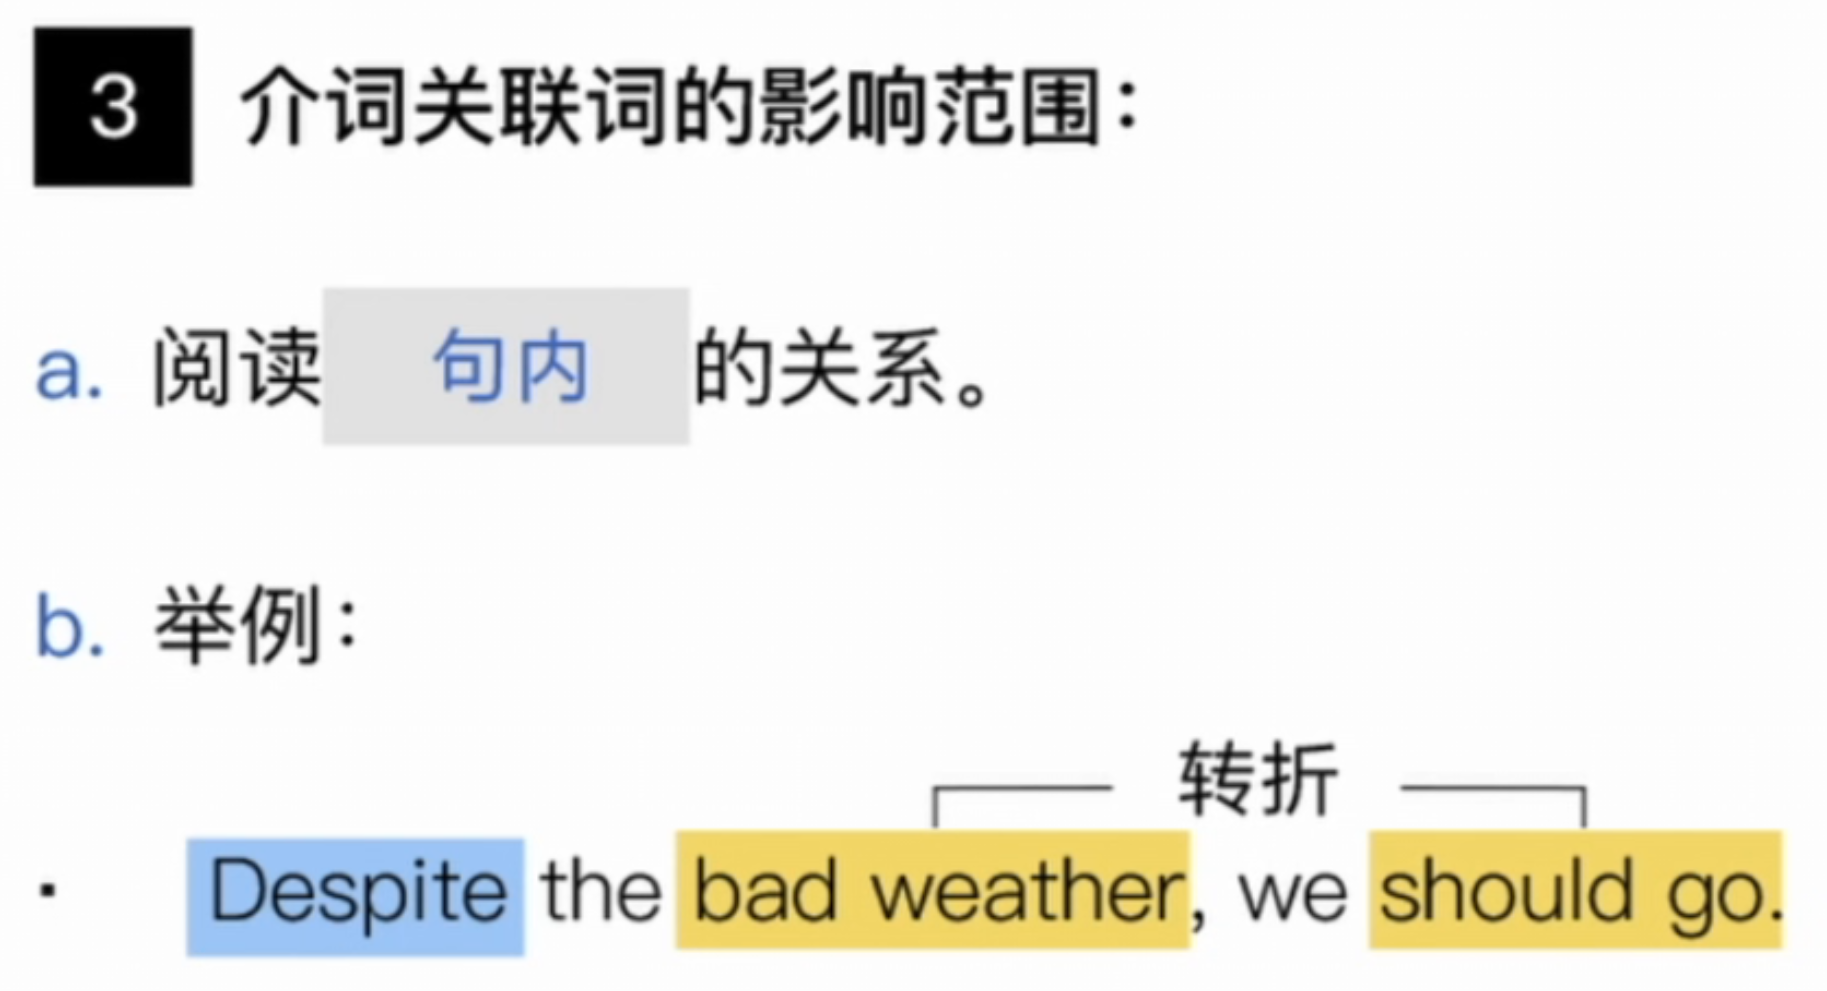 3 介词关联词的影响范围：
a. 阅读 句内 的关系。
b. 举例：
转折
· Despite the bad weather, we should go.